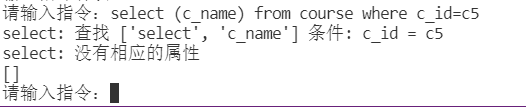 请输入指令：select (c_name) from course where c_id=c5
select: 查找 ['select', 'c_name'] 条件: c_id = c5
select: 没有相应的属性
[]
请输入指令：